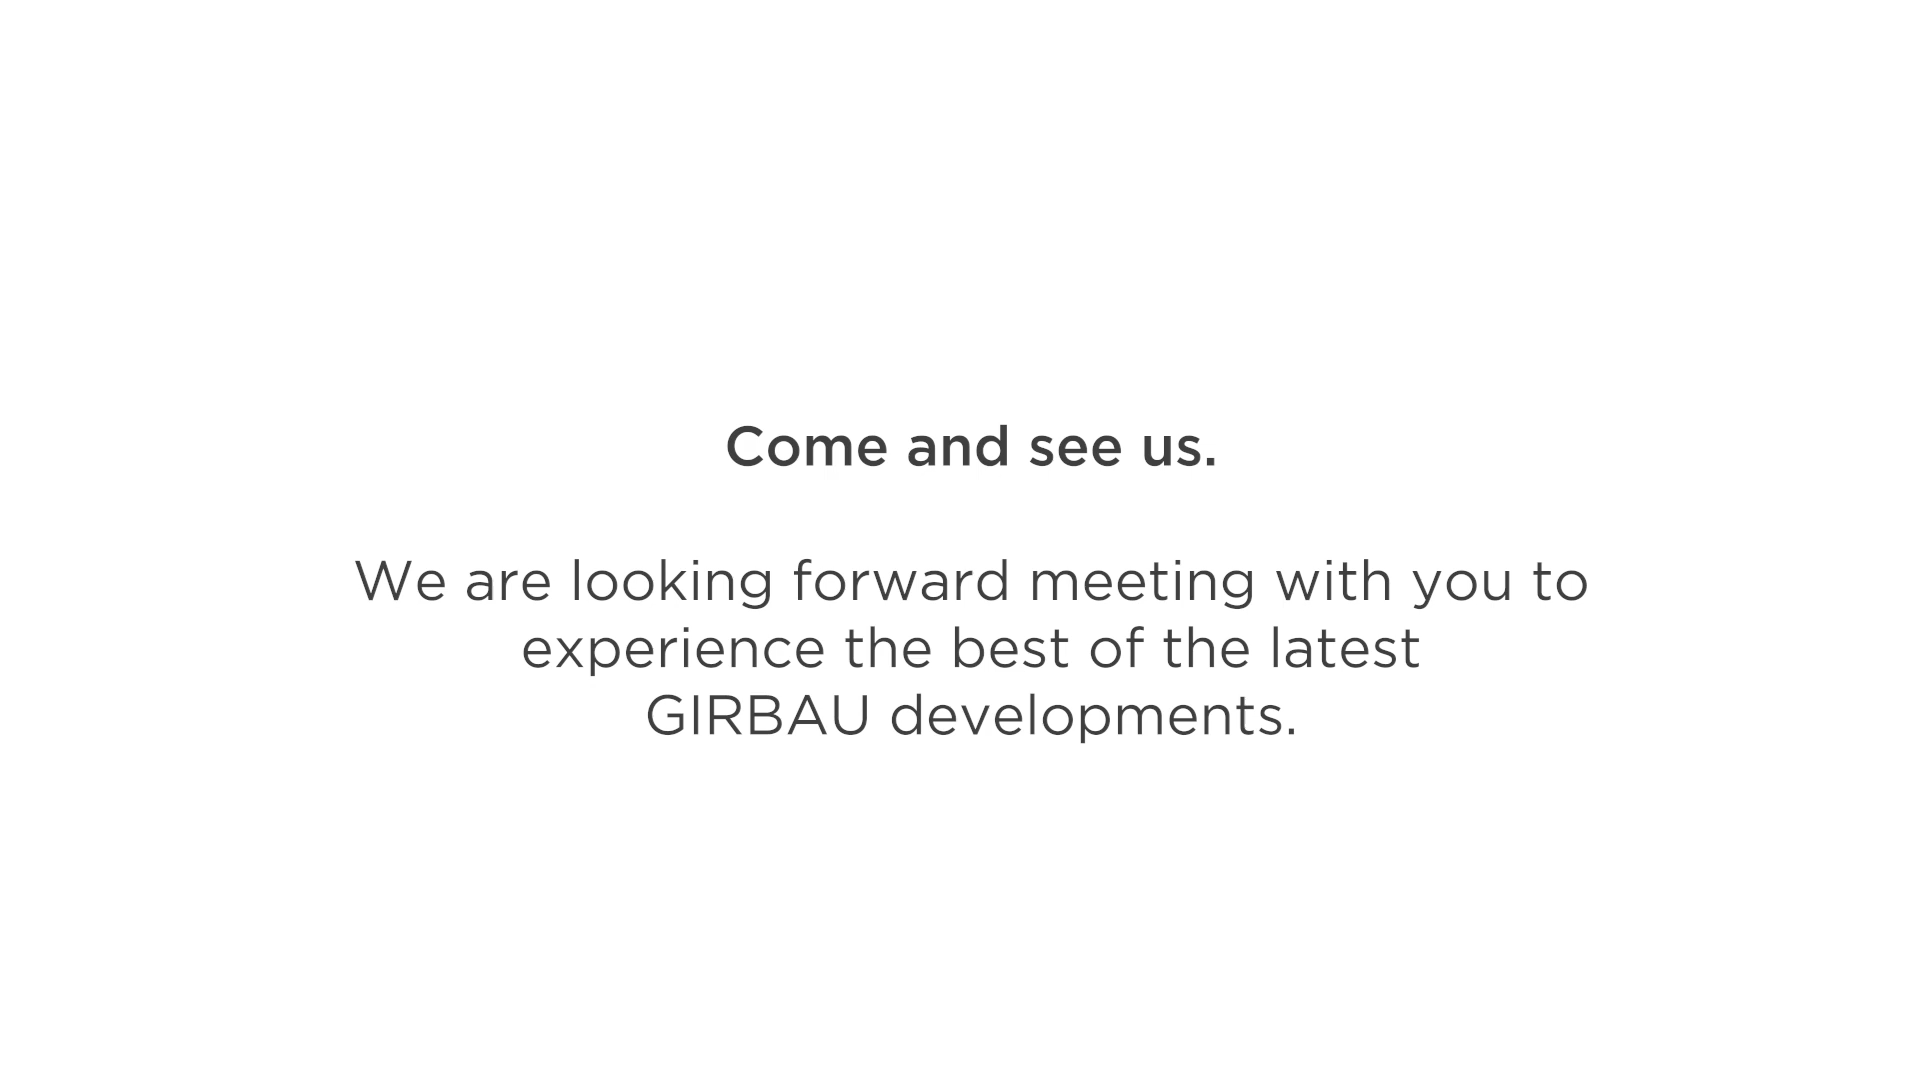 Come and see us.
We are looking forward meeting with you to
experience the best of the latest
GIRBAU developments.